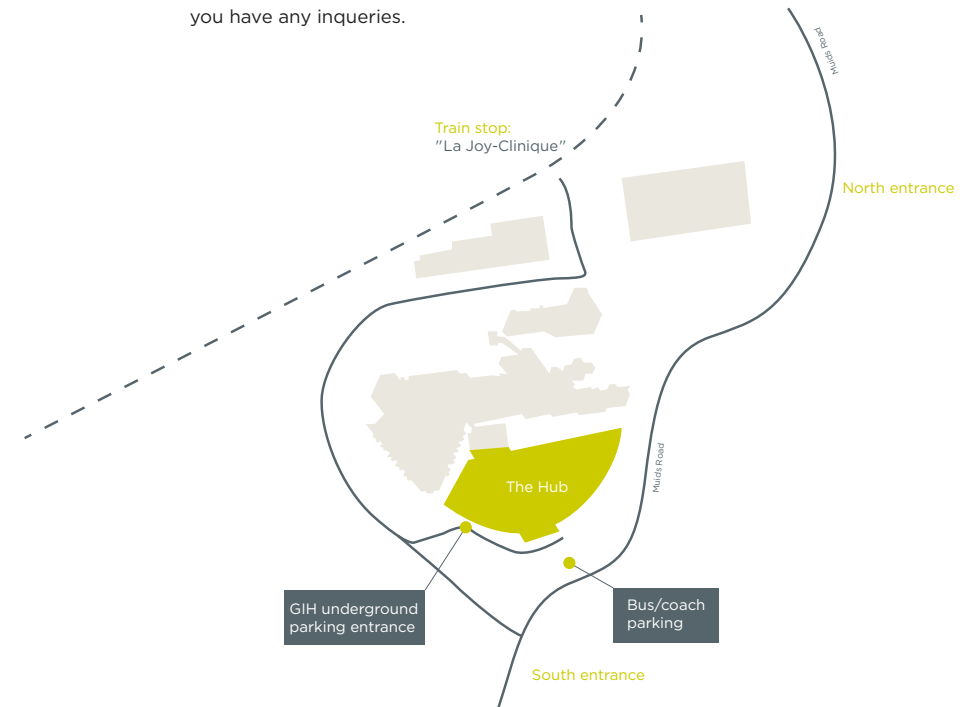 you have any inqueries.
Muids Road
Train stop:
"La Joy-Clinique"
North entrance
Muids Road
The Hub
GIH underground
parking entrance
Bus/coach
parking
South entrance